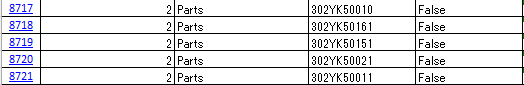 8717 2 Parts 302YK50010 False
8718 2 Parts 302YK50161 False
8719 2 Parts 302YK50151 False
8720 2 Parts 302YK50021 False
8721 2 Parts 302YK50011 False